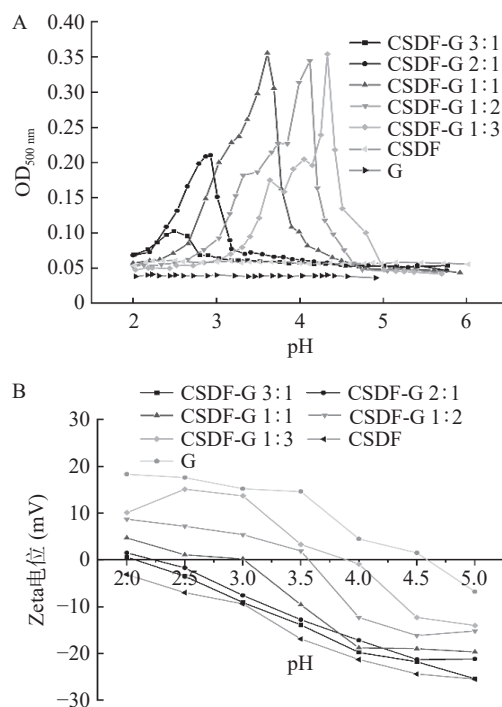 A
0.40
0.35
0.30
0.25
0.20
0.15
0.10
0.05
0
OD500 nm
2 3 4 5 6
pH
CSDF-G 3∶1
CSDF-G 2∶1
CSDF-G 1∶1
CSDF-G 1∶2
CSDF-G 1∶3
CSDF
G
B
CSDF-G 3∶1 CSDF-G 2∶1
CSDF-G 1∶1 CSDF-G 1∶2
CSDF-G 1∶3 CSDF
G
30
20
10
0
−10
−20
−30
Zeta电位 (mV)
2.0 2.5 3.0 3.5 4.0 4.5 5.0
pH